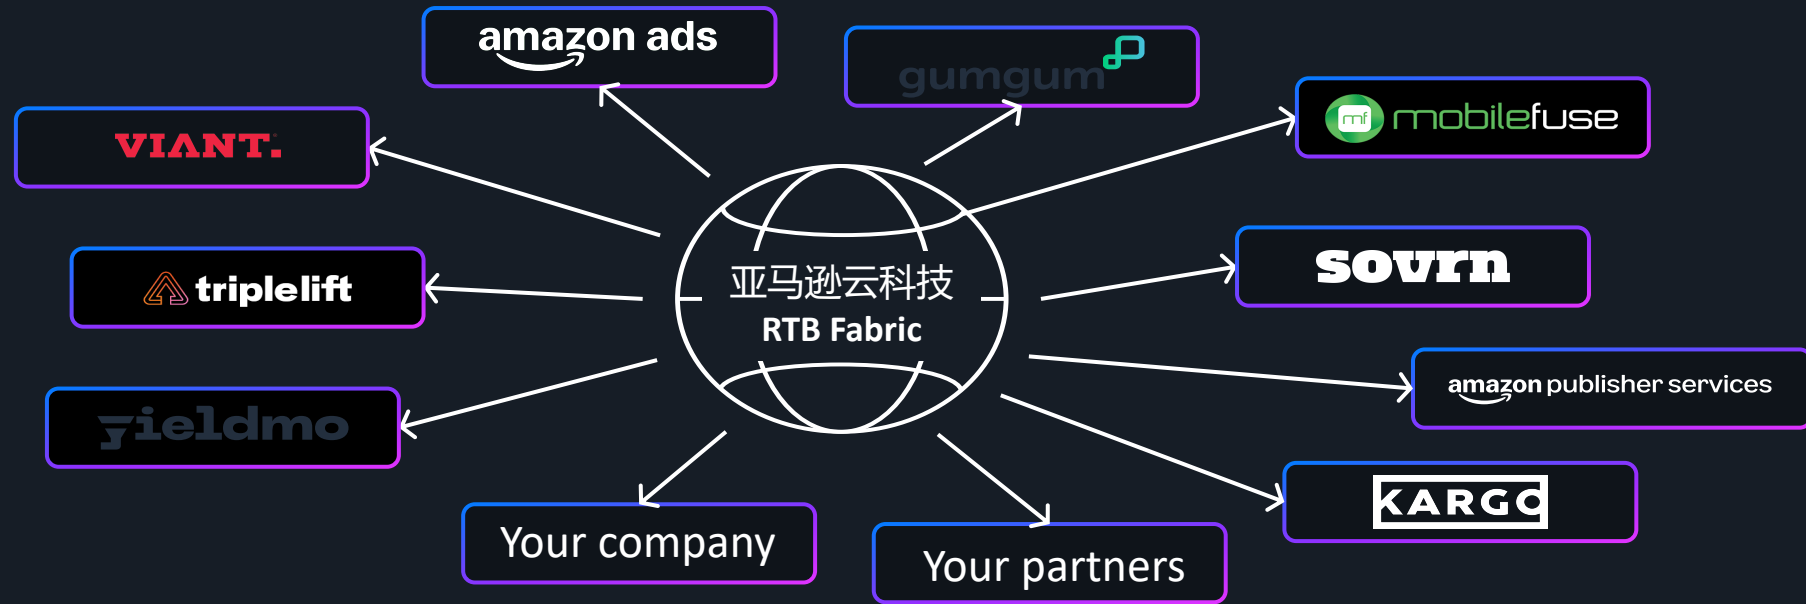 amazon ads
gumgum
VIANT.
mf mobilefuse
亚马逊云科技
RTB Fabric
sovrn
triplelift
amazon publisher services
yieldmo
KARGO
Your company
Your partners